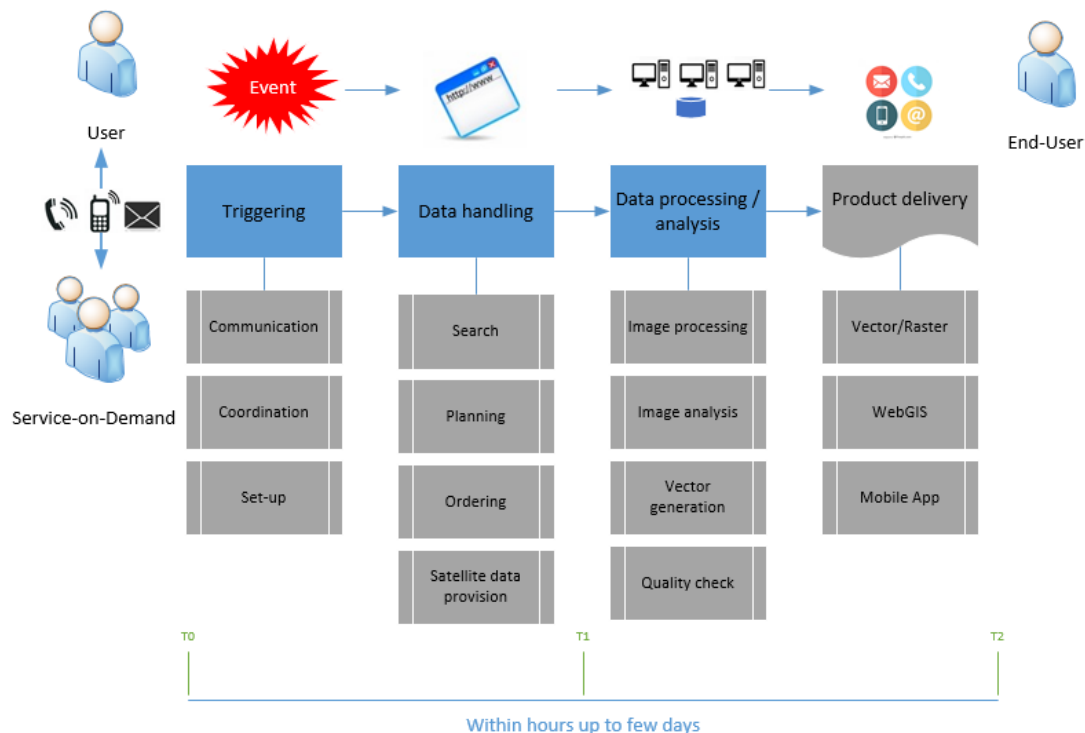 Event
http://www...
@
User
End-User
Triggering
Data handling
Data processing /
analysis
Product delivery
Service-on-Demand
Communication
Coordination
Set-up
Search
Planning
Ordering
Satellite data
provision
Image processing
Image analysis
Vector
generation
Quality check
Vector/Raster
WebGIS
Mobile App
T0
T1
T2
Within hours up to few days